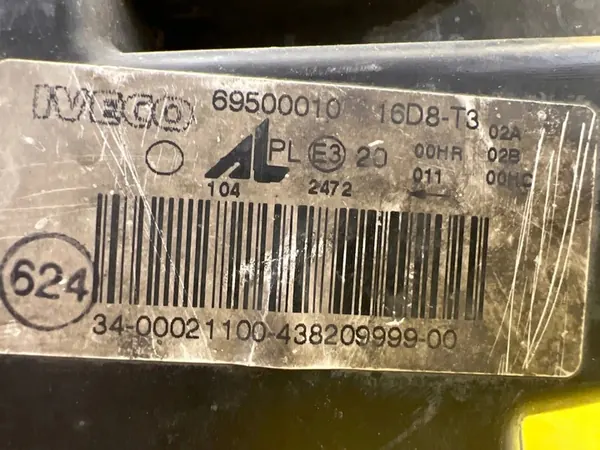 IVECO 69500010 16D8-T3 02A
AL PL E3 20 00HR 02B
104 2472 011 00HC
624
34-00021100-438209999-00